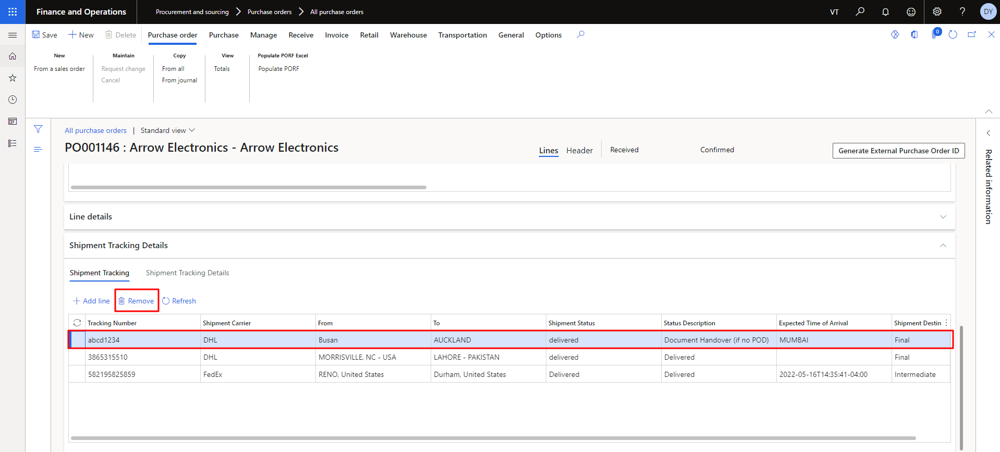 Finance and Operations
Procurement and sourcing > Purchase orders > All purchase orders
VT
?
DY
Save
New
Delete
Purchase order
Purchase
Manage
Receive
Invoice
Retail
Warehouse
Transportation
General
Options
0
New
Maintain
Copy
View
Populate PORF Excel
From a sales order
Request change
From all
Totals
Populate PORF
Cancel
From journal
All purchase orders | Standard view
PO001146 : Arrow Electronics - Arrow Electronics
Lines
Header
Received
Confirmed
Generate External Purchase Order ID
Related information
Line details
Shipment Tracking Details
Shipment Tracking
Shipment Tracking Details
Add line
Remove
Refresh
Tracking Number Shipment Carrier From To Shipment Status Status Description Expected Time of Arrival Shipment Destin
abcd1234 DHL Busan AUCKLAND delivered Document Handover (if no POD) MUMBAI Final
3865315510 DHL MORRISVILLE, NC - USA LAHORE - PAKISTAN delivered Delivered Final
582195825859 FedEx RENO, United States Durham, United States Delivered Delivered 2022-05-16T14:35:41-04:00 Intermediate